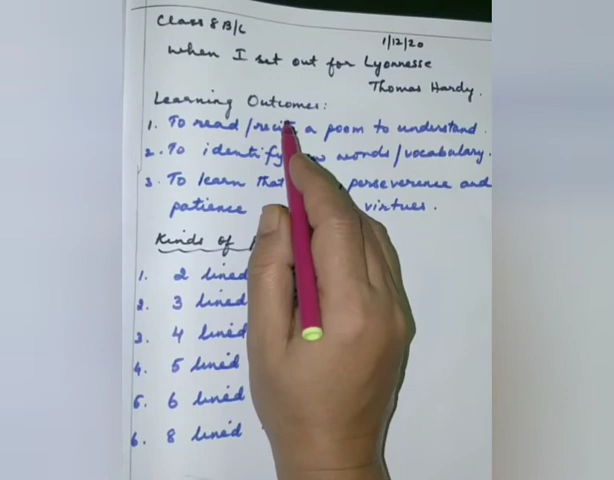 Class 8 B/C
1/12/20
When I set out for Lyonnesse
Thomas Hardy.
Learning Outcomes:
1. To read/recite a poem to understand.
2. To identify words/vocabulary.
3. To learn that perseverence and
patience virtues.
Kinds of
1. 2 lined
2. 3 lined
3. 4 lined
4. 5 lined
5. 6 lined
6. 8 lined